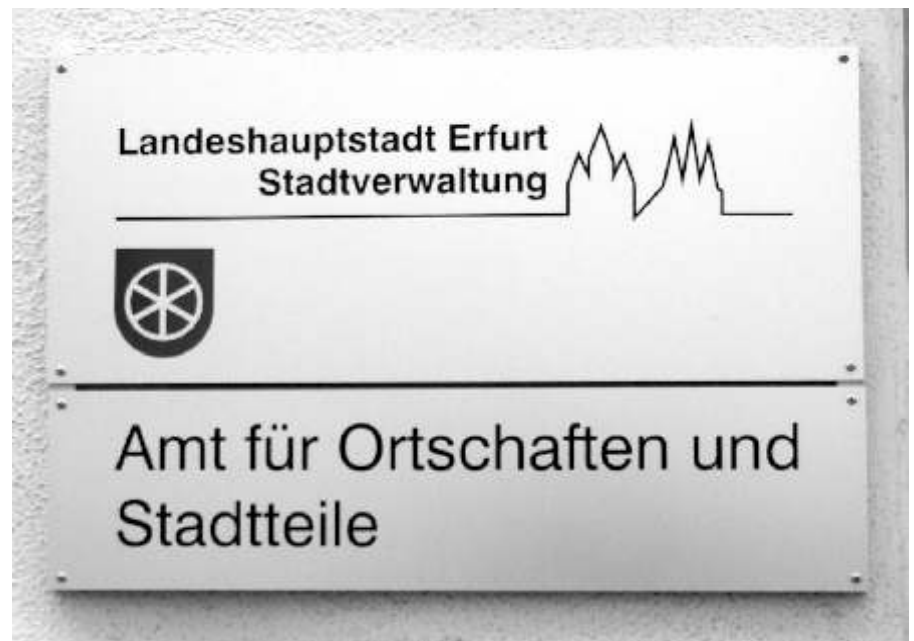 Landeshauptstadt Erfurt
Stadtverwaltung
Amt für Ortschaften und
Stadtteile